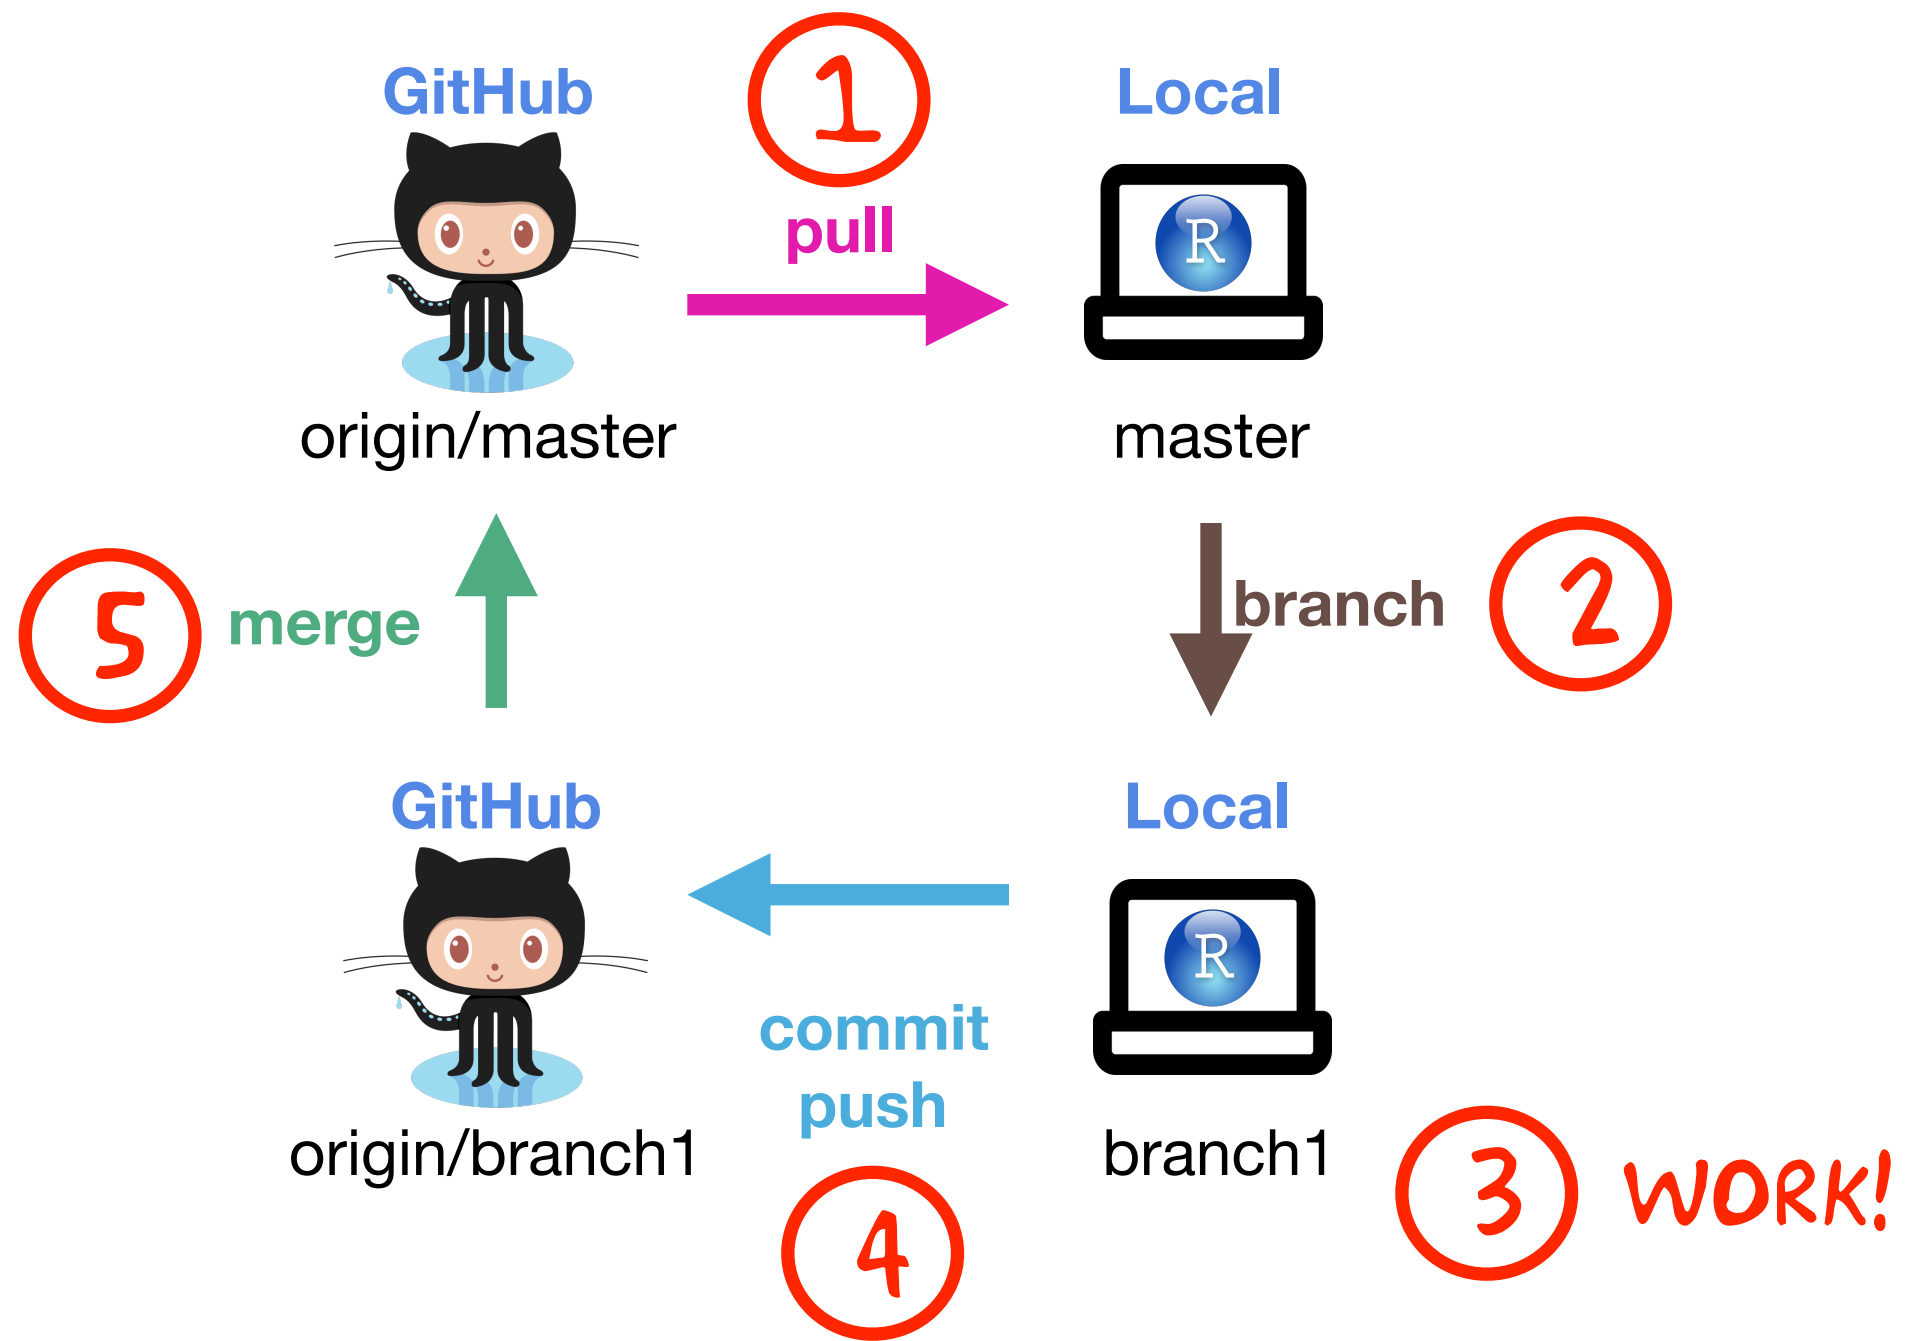 GitHub
1
Local
pull
R
origin/master
master
5
merge
branch
2
GitHub
Local
R
commit
push
origin/branch1
branch1
3
WORK!
4